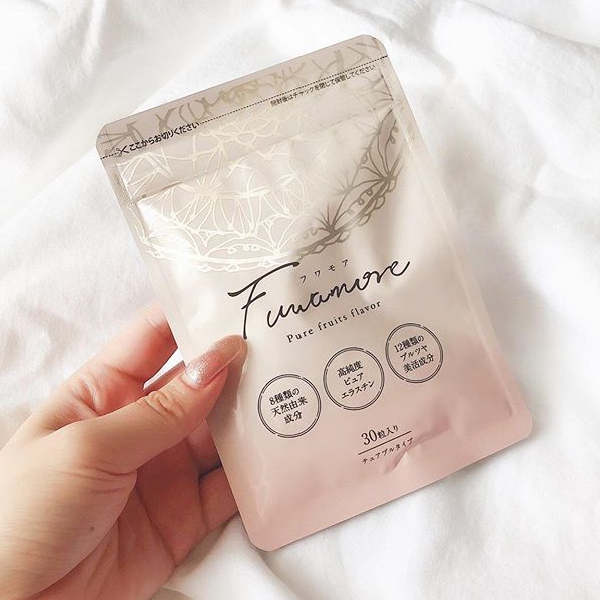 開封後はチャックを閉じて保管してください
ここからお切りください
フワモア
Fuwamore
Pure fruits flavor
8種類の
天然由来
成分
高純度
ピュア
エラスチン
12種類の
プルツヤ
美活成分
30粒入り
チュアブルタイプ